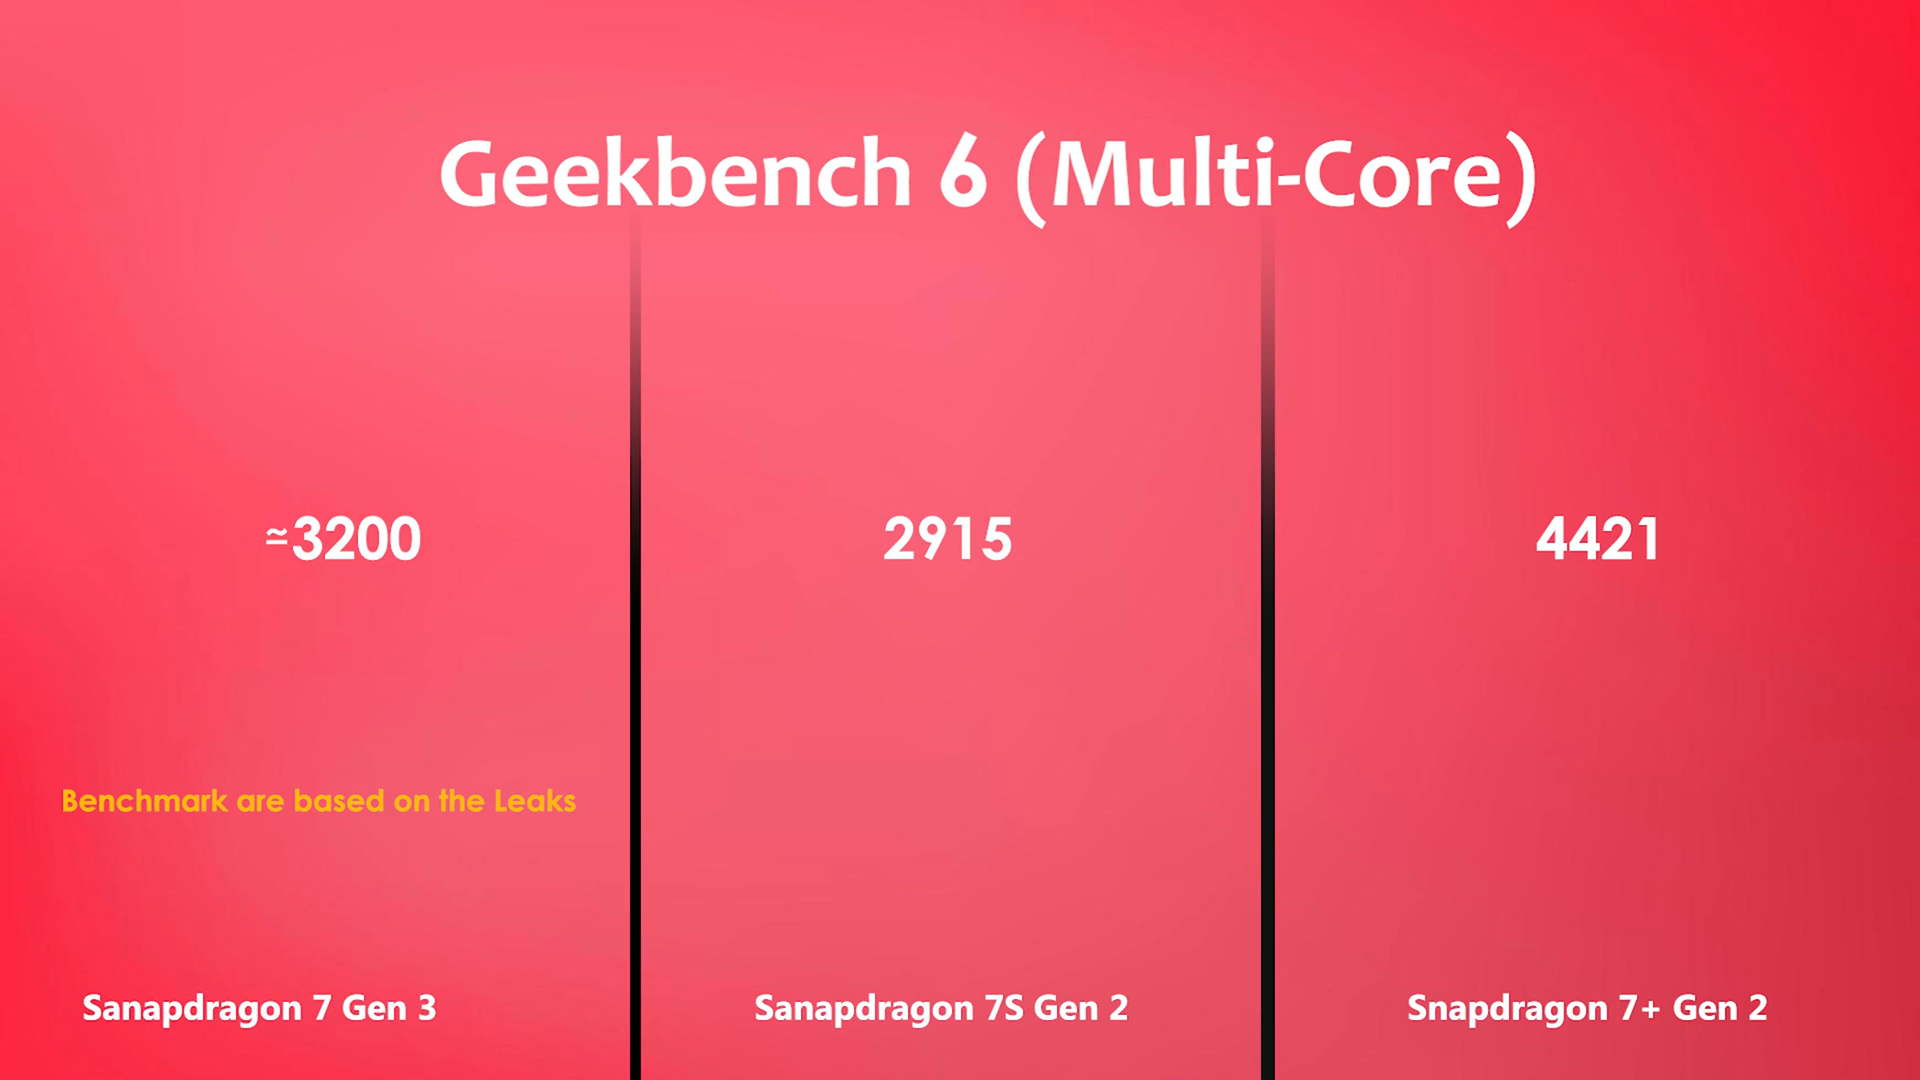 Geekbench 6 (Multi-Core)
≃3200
2915
4421
Benchmark are based on the Leaks
Sanapdragon 7 Gen 3
Sanapdragon 7S Gen 2
Snapdragon 7+ Gen 2